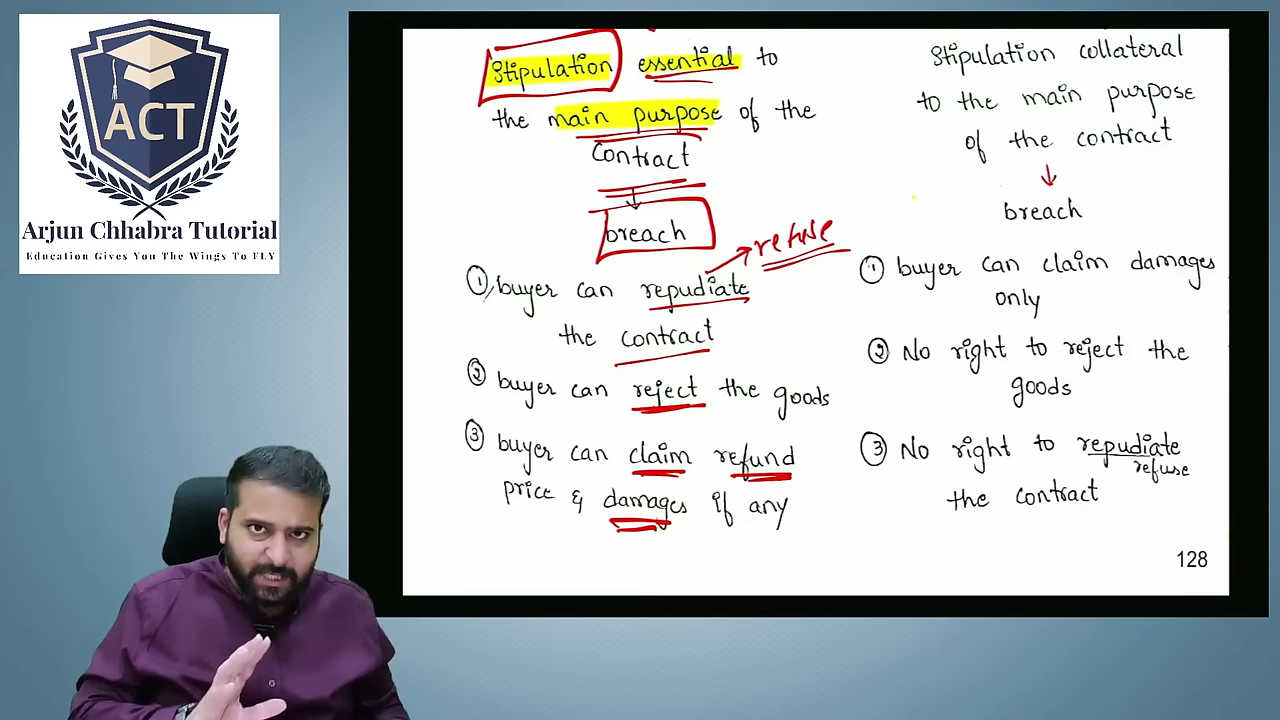 ACT
Arjun Chhabra Tutorial
Education Gives You The Wings To FLY
Stipulation essential to
the main purpose of the
Contract
breach
① buyer can repudiate
refuse
the contract
② buyer can reject the goods
③ buyer can claim refund
price & damages if any
Stipulation collateral
to the main purpose
of the contract
breach
① buyer can claim damages
only
② No right to reject the
goods
③ No right to repudiate
refuse
the contract
128